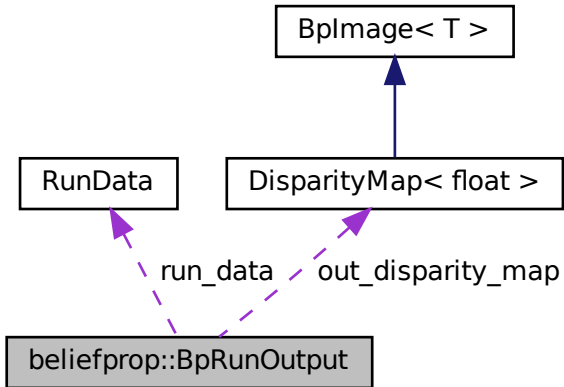 BpImage< T >
RunData
DisparityMap< float >
run_data
out_disparity_map
beliefprop::BpRunOutput